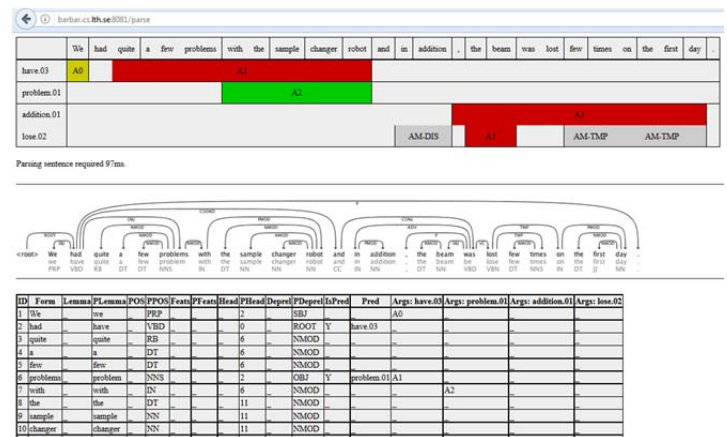 barbar.cs.lth.se:8081/parse
We had quite a few problems with the sample changer robot and in addition , the beam was lost few times on the first day .
have.03 A0 A1
problem.01 A2
addition.01 A1
lose.02 AM-DIS A1 AM-TMP AM-TMP
Parsing sentence required 97ms.
<root> We had quite a few problems with the sample changer robot and in addition , the beam was lost few times on the first day .
we have quite a few problem with the sample changer robot and in addition , the beam be lose few times on the first day .
PRP VBD RB DT DT NNS IN DT NN NN NN CC IN NN , DT NN VBD VBN DT NNS IN DT JJ NN .
ID Form Lemma PLemma POS PPOS Feats PFeats Head PHead Deprel PDeprel IsPred Pred Args: have.03 Args: problem.01 Args: addition.01 Args: lose.02
1 We _ we _ PRP _ _ _ 2 _ SBJ _ _ A0 _ _ _
2 had _ have _ VBD _ _ _ 0 _ ROOT Y have.03 _ _ _ _
3 quite _ quite _ RB _ _ _ 6 _ NMOD _ _ _ _ _ _
4 a _ a _ DT _ _ _ 6 _ NMOD _ _ _ _ _ _
5 few _ few _ DT _ _ _ 6 _ NMOD _ _ _ _ _ _
6 problems _ problem _ NNS _ _ _ 2 _ OBJ Y problem.01 A1 _ _ _
7 with _ with _ IN _ _ _ 6 _ NMOD _ _ _ A2 _ _
8 the _ the _ DT _ _ _ 11 _ NMOD _ _ _ _ _ _
9 sample _ sample _ NN _ _ _ 11 _ NMOD _ _ _ _ _ _
10 changer _ changer _ NN _ _ _ 11 _ NMOD _ _ _ _ _ _